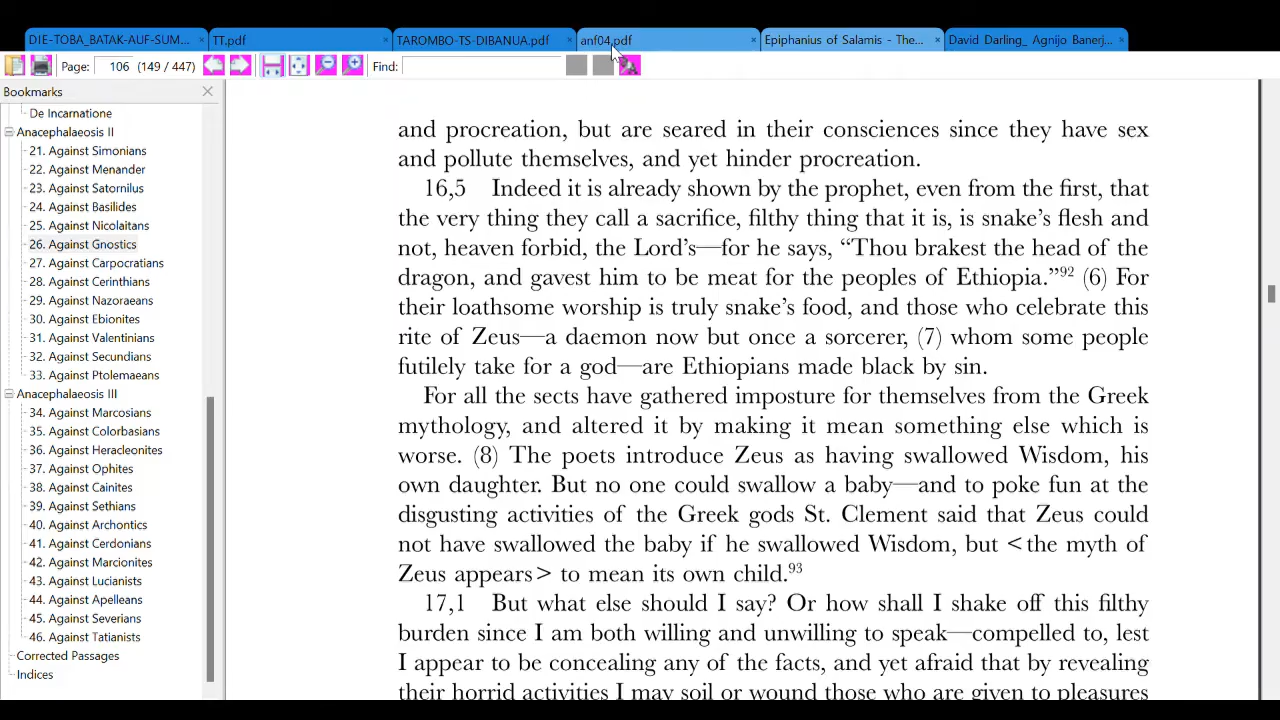 DIE-TOBA_BATAK-AUF-SUM...
TT.pdf
TAROMBO-TS-DIBANUA.pdf
anf04.pdf
Epiphanius of Salamis - The...
David Darling_ Agnijo Banerj...
Page: 106 (149 / 447)
Find:
Bookmarks
De Incarnatione
Anacephalaeosis II
21. Against Simonians
22. Against Menander
23. Against Satornilus
24. Against Basilides
25. Against Nicolaitans
26. Against Gnostics
27. Against Carpocratians
28. Against Cerinthians
29. Against Nazoraeans
30. Against Ebionites
31. Against Valentinians
32. Against Secundians
33. Against Ptolemaeans
Anacephalaeosis III
34. Against Marcosians
35. Against Colorbasians
36. Against Heracleonites
37. Against Ophites
38. Against Cainites
39. Against Sethians
40. Against Archontics
41. Against Cerdonians
42. Against Marcionites
43. Against Lucianists
44. Against Apelleans
45. Against Severians
46. Against Tatianists
Corrected Passages
Indices
and procreation, but are seared in their consciences since they have sex
and pollute themselves, and yet hinder procreation.
16,5 Indeed it is already shown by the prophet, even from the first, that
the very thing they call a sacrifice, filthy thing that it is, is snake’s flesh and
not, heaven forbid, the Lord’s—for he says, “Thou brakest the head of the
dragon, and gavest him to be meat for the peoples of Ethiopia.”92 (6) For
their loathsome worship is truly snake’s food, and those who celebrate this
rite of Zeus—a daemon now but once a sorcerer, (7) whom some people
futilely take for a god—are Ethiopians made black by sin.
For all the sects have gathered imposture for themselves from the Greek
mythology, and altered it by making it mean something else which is
worse. (8) The poets introduce Zeus as having swallowed Wisdom, his
own daughter. But no one could swallow a baby—and to poke fun at the
disgusting activities of the Greek gods St. Clement said that Zeus could
not have swallowed the baby if he swallowed Wisdom, but <the myth of
Zeus appears> to mean its own child.93
17,1 But what else should I say? Or how shall I shake off this filthy
burden since I am both willing and unwilling to speak—compelled to, lest
I appear to be concealing any of the facts, and yet afraid that by revealing
their horrid activities I may soil or wound those who are given to pleasures